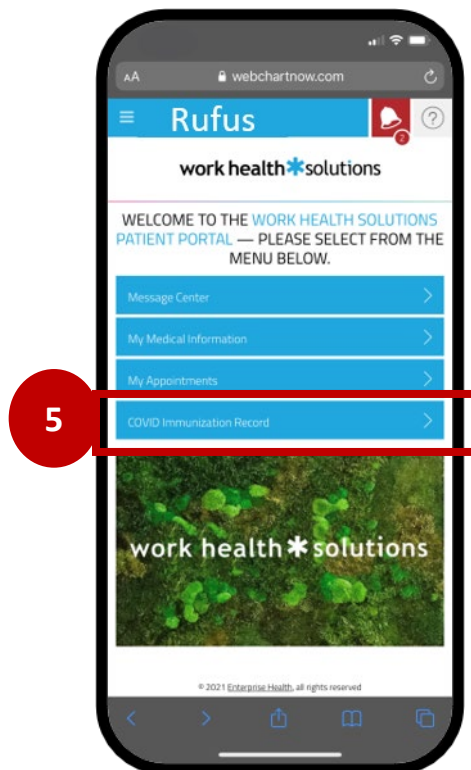 AA webchartnow.com
Rufus
2
?
work health*solutions
WELCOME TO THE WORK HEALTH SOLUTIONS
PATIENT PORTAL — PLEASE SELECT FROM THE
MENU BELOW.
Message Center
My Medical Information
My Appointments
5
COVID Immunization Record
work health*solutions
© 2021 Enterprise Health, all rights reserved